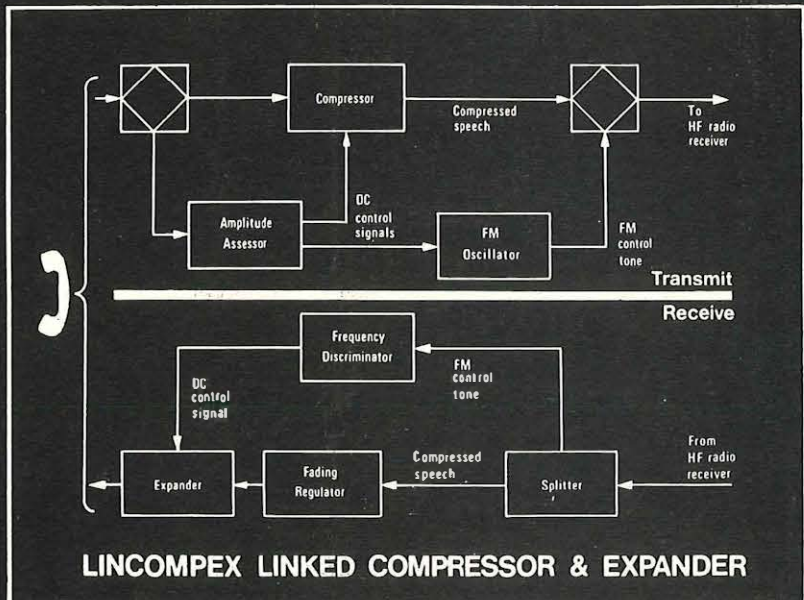 Compressor
Compressed
speech
To
HF radio
receiver
Amplitude
Assessor
DC
control
signals
FM
Oscillator
FM
control
tone
Transmit
Receive
Frequency
Discriminator
FM
control
tone
DC
control
signal
Expander
Fading
Regulator
Compressed
speech
Splitter
From
HF radio
receiver
LINCOMPEX LINKED COMPRESSOR & EXPANDER